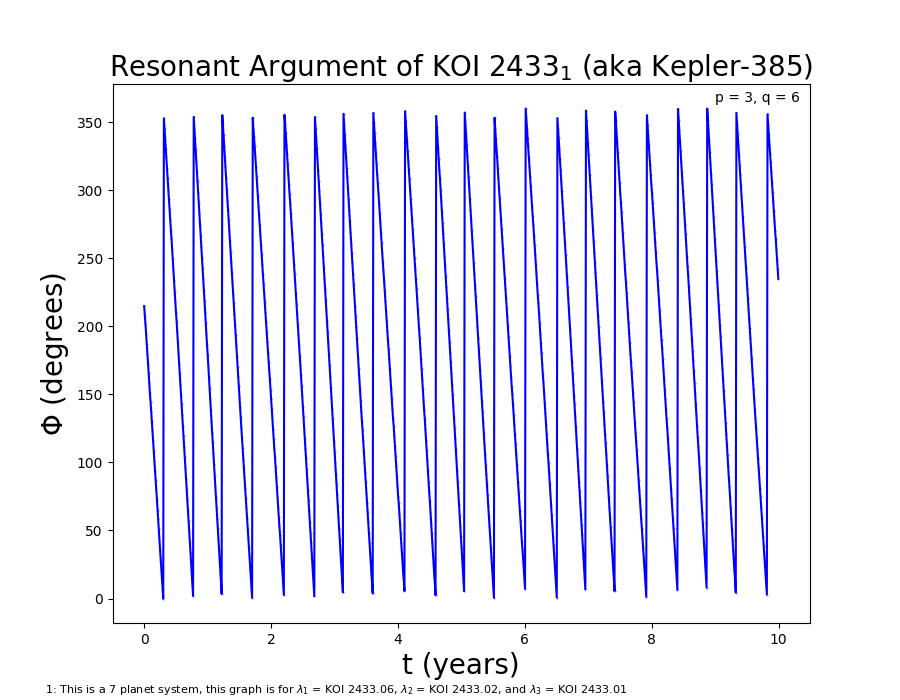 Resonant Argument of KOI 2433₁ (aka Kepler-385)
p = 3, q = 6
350
300
250
200
150
100
50
0
Φ (degrees)
0 2 4 6 8 10
t (years)
1: This is a 7 planet system, this graph is for λ₁ = KOI 2433.06, λ₂ = KOI 2433.02, and λ₃ = KOI 2433.01